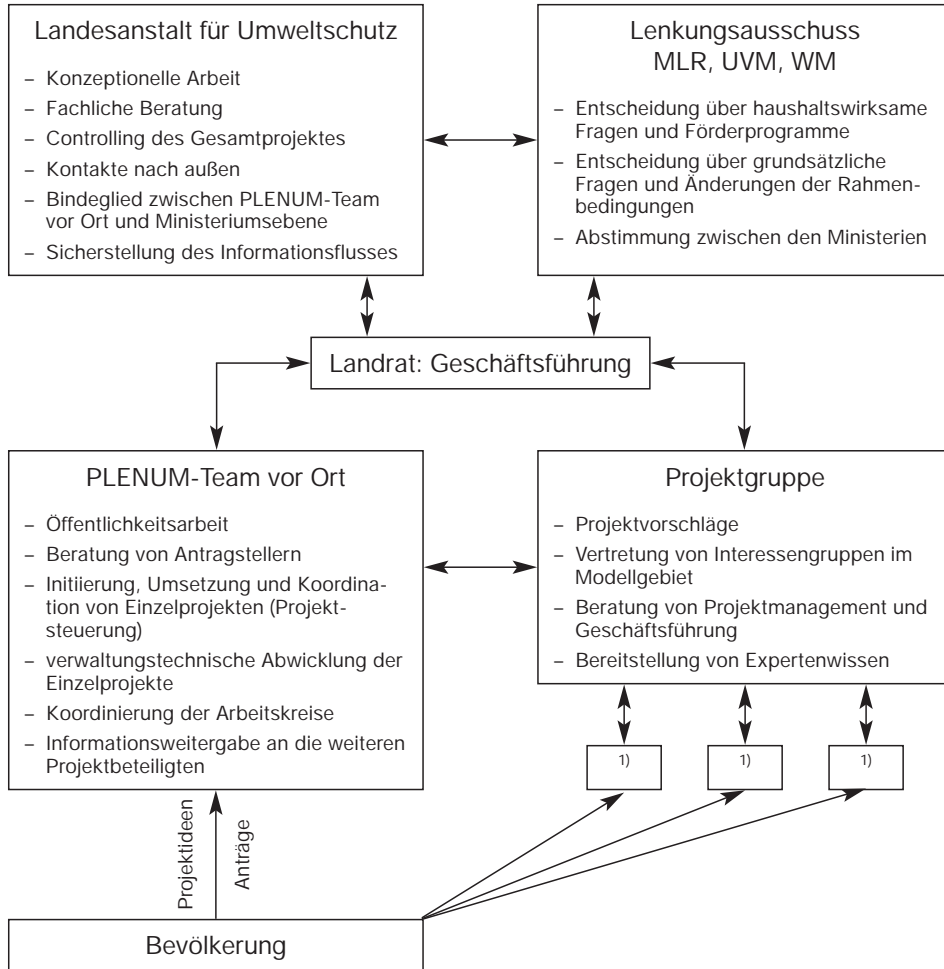 Landesanstalt für Umweltschutz
– Konzeptionelle Arbeit
– Fachliche Beratung
– Controlling des Gesamtprojektes
– Kontakte nach außen
– Bindeglied zwischen PLENUM-Team
vor Ort und Ministeriumsebene
– Sicherstellung des Informationsflusses
Lenkungsausschuss
MLR, UVM, WM
– Entscheidung über haushaltswirksame
Fragen und Förderprogramme
– Entscheidung über grundsätzliche
Fragen und Änderungen der Rahmen-
bedingungen
– Abstimmung zwischen den Ministerien
Landrat: Geschäftsführung
PLENUM-Team vor Ort
– Öffentlichkeitsarbeit
– Beratung von Antragstellern
– Initiierung, Umsetzung und Koordina-
tion von Einzelprojekten (Projekt-
steuerung)
– verwaltungstechnische Abwicklung der
Einzelprojekte
– Koordinierung der Arbeitskreise
– Informationsweitergabe an die weiteren
Projektbeteiligten
Projektgruppe
– Projektvorschläge
– Vertretung von Interessengruppen im
Modellgebiet
– Beratung von Projektmanagement und
Geschäftsführung
– Bereitstellung von Expertenwissen
1)
1)
1)
Projektideen
Anträge
Bevölkerung